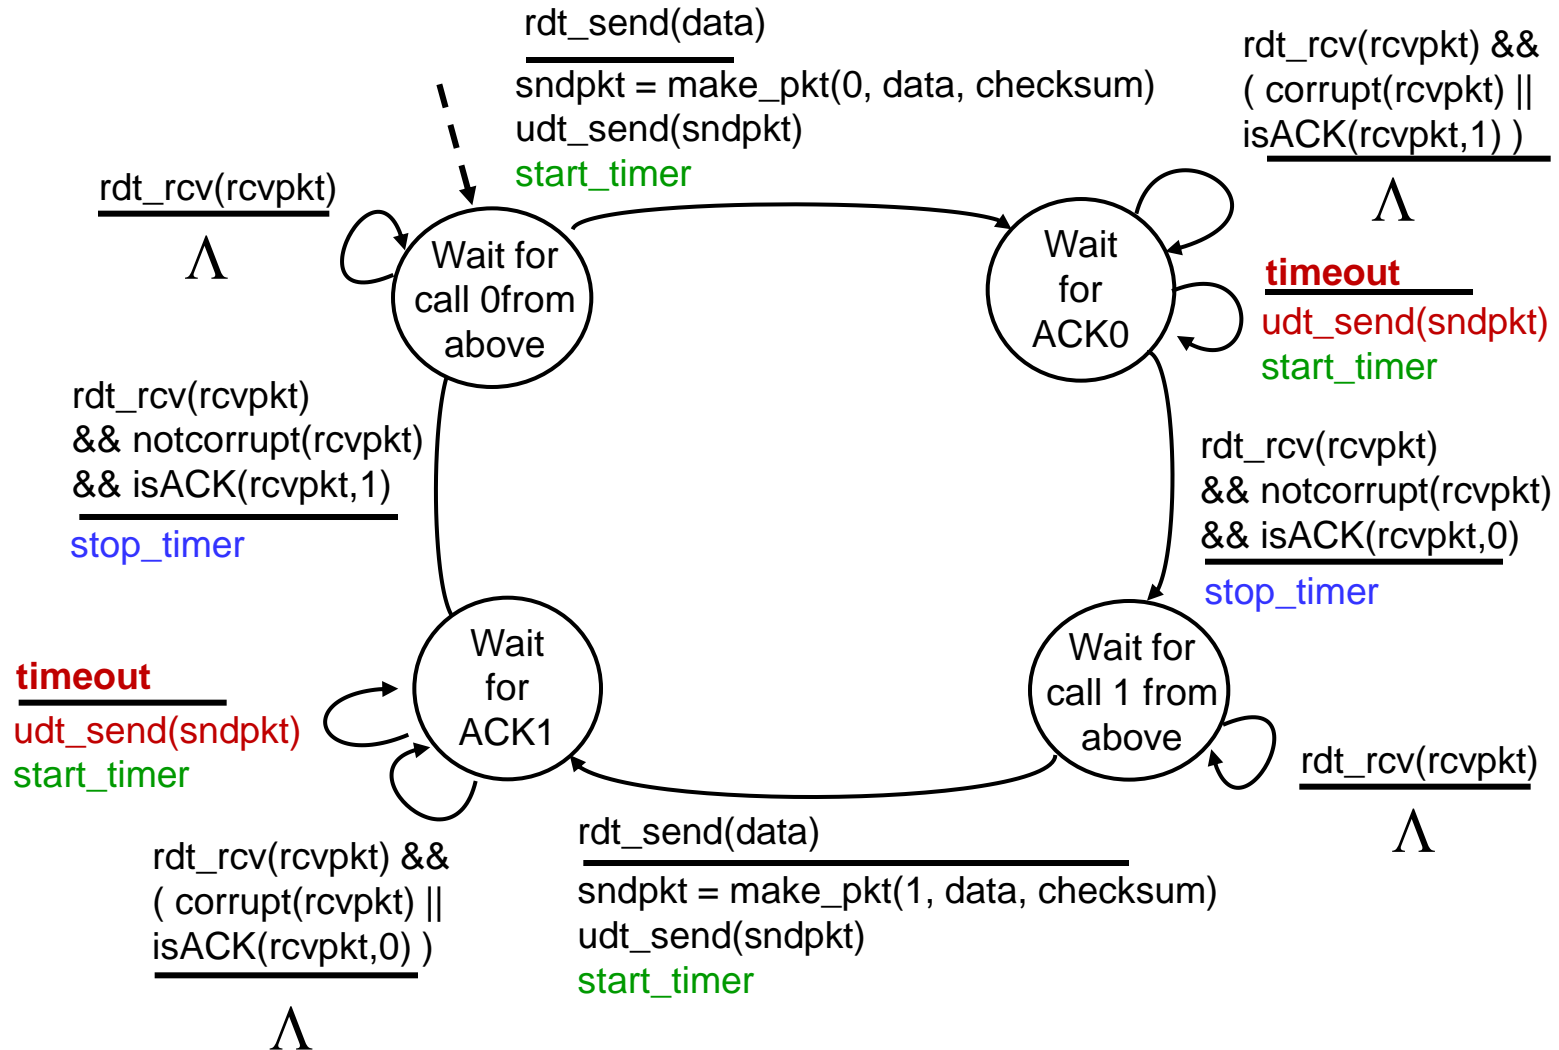 rdt_send(data)
sndpkt = make_pkt(0, data, checksum)
udt_send(sndpkt)
start_timer
rdt_rcv(rcvpkt) &&
( corrupt(rcvpkt) ||
isACK(rcvpkt,1) )
Λ
rdt_rcv(rcvpkt)
Λ
Wait for
call 0from
above
Wait
for
ACK0
timeout
udt_send(sndpkt)
start_timer
rdt_rcv(rcvpkt)
&& notcorrupt(rcvpkt)
&& isACK(rcvpkt,1)
stop_timer
rdt_rcv(rcvpkt)
&& notcorrupt(rcvpkt)
&& isACK(rcvpkt,0)
stop_timer
Wait
for
ACK1
Wait for
call 1 from
above
timeout
udt_send(sndpkt)
start_timer
rdt_rcv(rcvpkt)
Λ
rdt_rcv(rcvpkt) &&
( corrupt(rcvpkt) ||
isACK(rcvpkt,0) )
Λ
rdt_send(data)
sndpkt = make_pkt(1, data, checksum)
udt_send(sndpkt)
start_timer